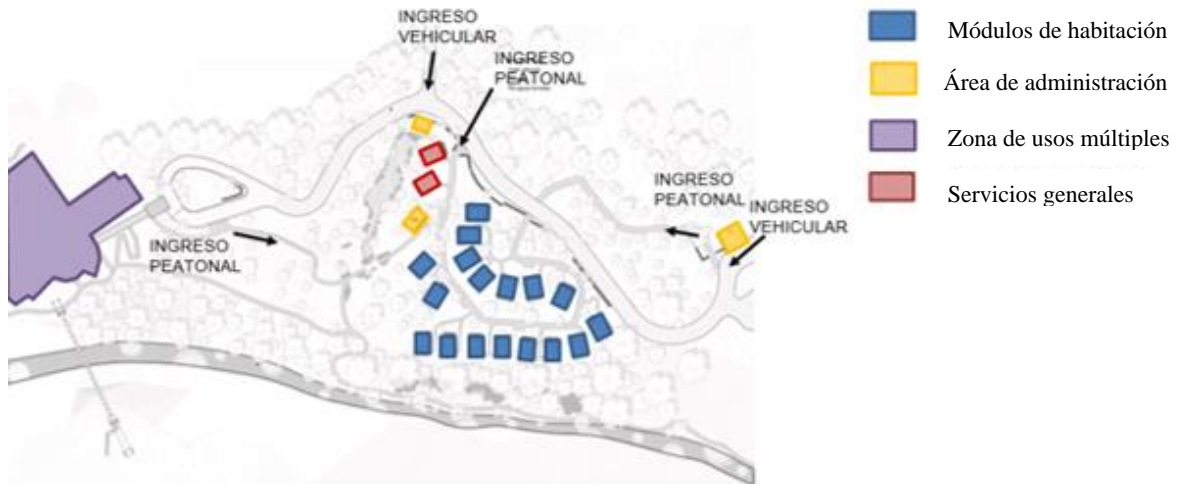 INGRESO
VEHICULAR
INGRESO
PEATONAL
INGRESO
PEATONAL
INGRESO
VEHICULAR
INGRESO
PEATONAL
Módulos de habitación
Área de administración
Zona de usos múltiples
Servicios generales